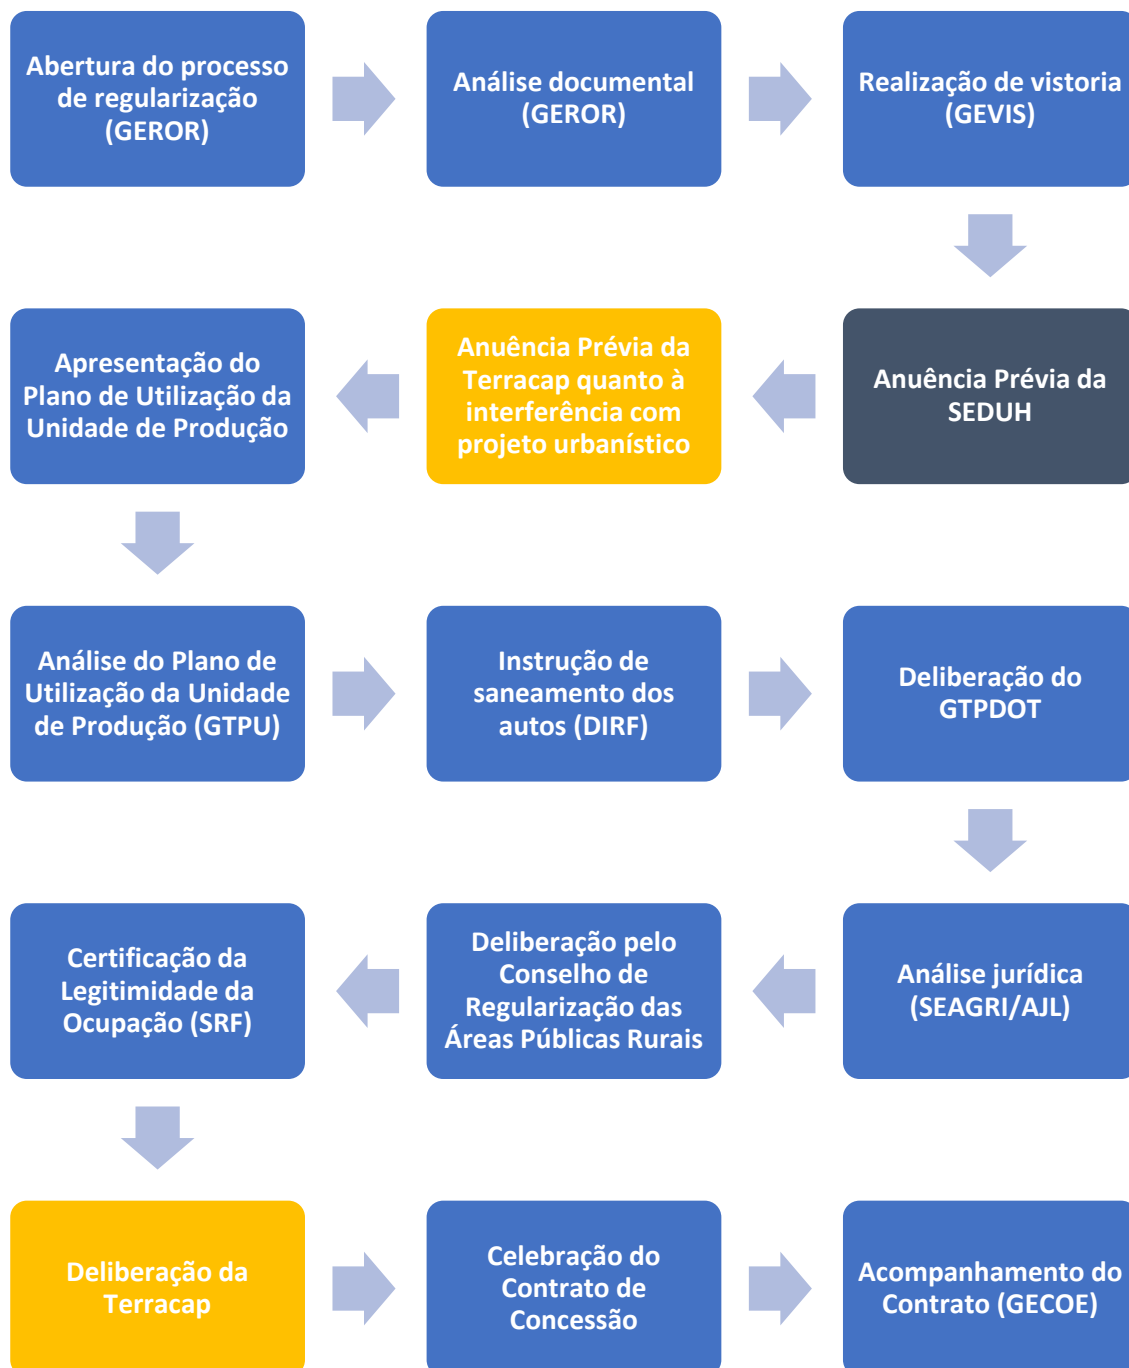 Abertura do processo
de regularização
(GEROR)
Análise documental
(GEROR)
Realização de vistoria
(GEVIS)
Anuência Prévia da
SEDUH
Anuência Prévia da
Terracap quanto à
interferência com
projeto urbanístico
Apresentação do
Plano de Utilização da
Unidade de Produção
Análise do Plano de
Utilização da Unidade
de Produção (GTPU)
Instrução de
saneamento dos
autos (DIRF)
Deliberação do
GTPDOT
Análise jurídica
(SEAGRI/AJL)
Deliberação pelo
Conselho de
Regularização das
Áreas Públicas Rurais
Certificação da
Legitimidade da
Ocupação (SRF)
Deliberação da
Terracap
Celebração do
Contrato de
Concessão
Acompanhamento do
Contrato (GECOE)